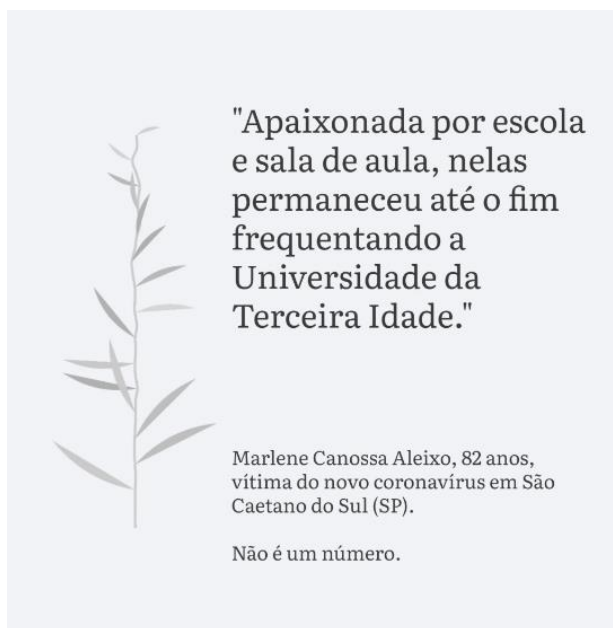 "Apaixonada por escola
e sala de aula, nelas
permaneceu até o fim
frequentando a
Universidade da
Terceira Idade."
Marlene Canossa Aleixo, 82 anos,
vítima do novo coronavírus em São
Caetano do Sul (SP).
Não é um número.